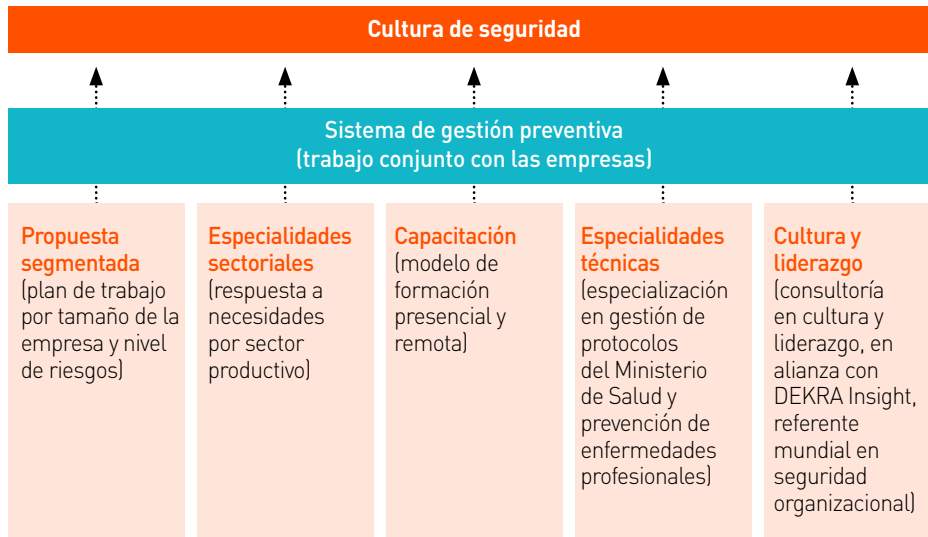 Cultura de seguridad
Sistema de gestión preventiva
(trabajo conjunto con las empresas)
Propuesta
segmentada
(plan de trabajo
por tamaño de la
empresa y nivel
de riesgos)
Especialidades
sectoriales
(respuesta a
necesidades
por sector
productivo)
Capacitación
(modelo de
formación
presencial y
remota)
Especialidades
técnicas
(especialización
en gestión de
protocolos
del Ministerio
de Salud y
prevención de
enfermedades
profesionales)
Cultura y
liderazgo
(consultoría
en cultura y
liderazgo, en
alianza con
DEKRA Insight,
referente
mundial en
seguridad
organizacional)